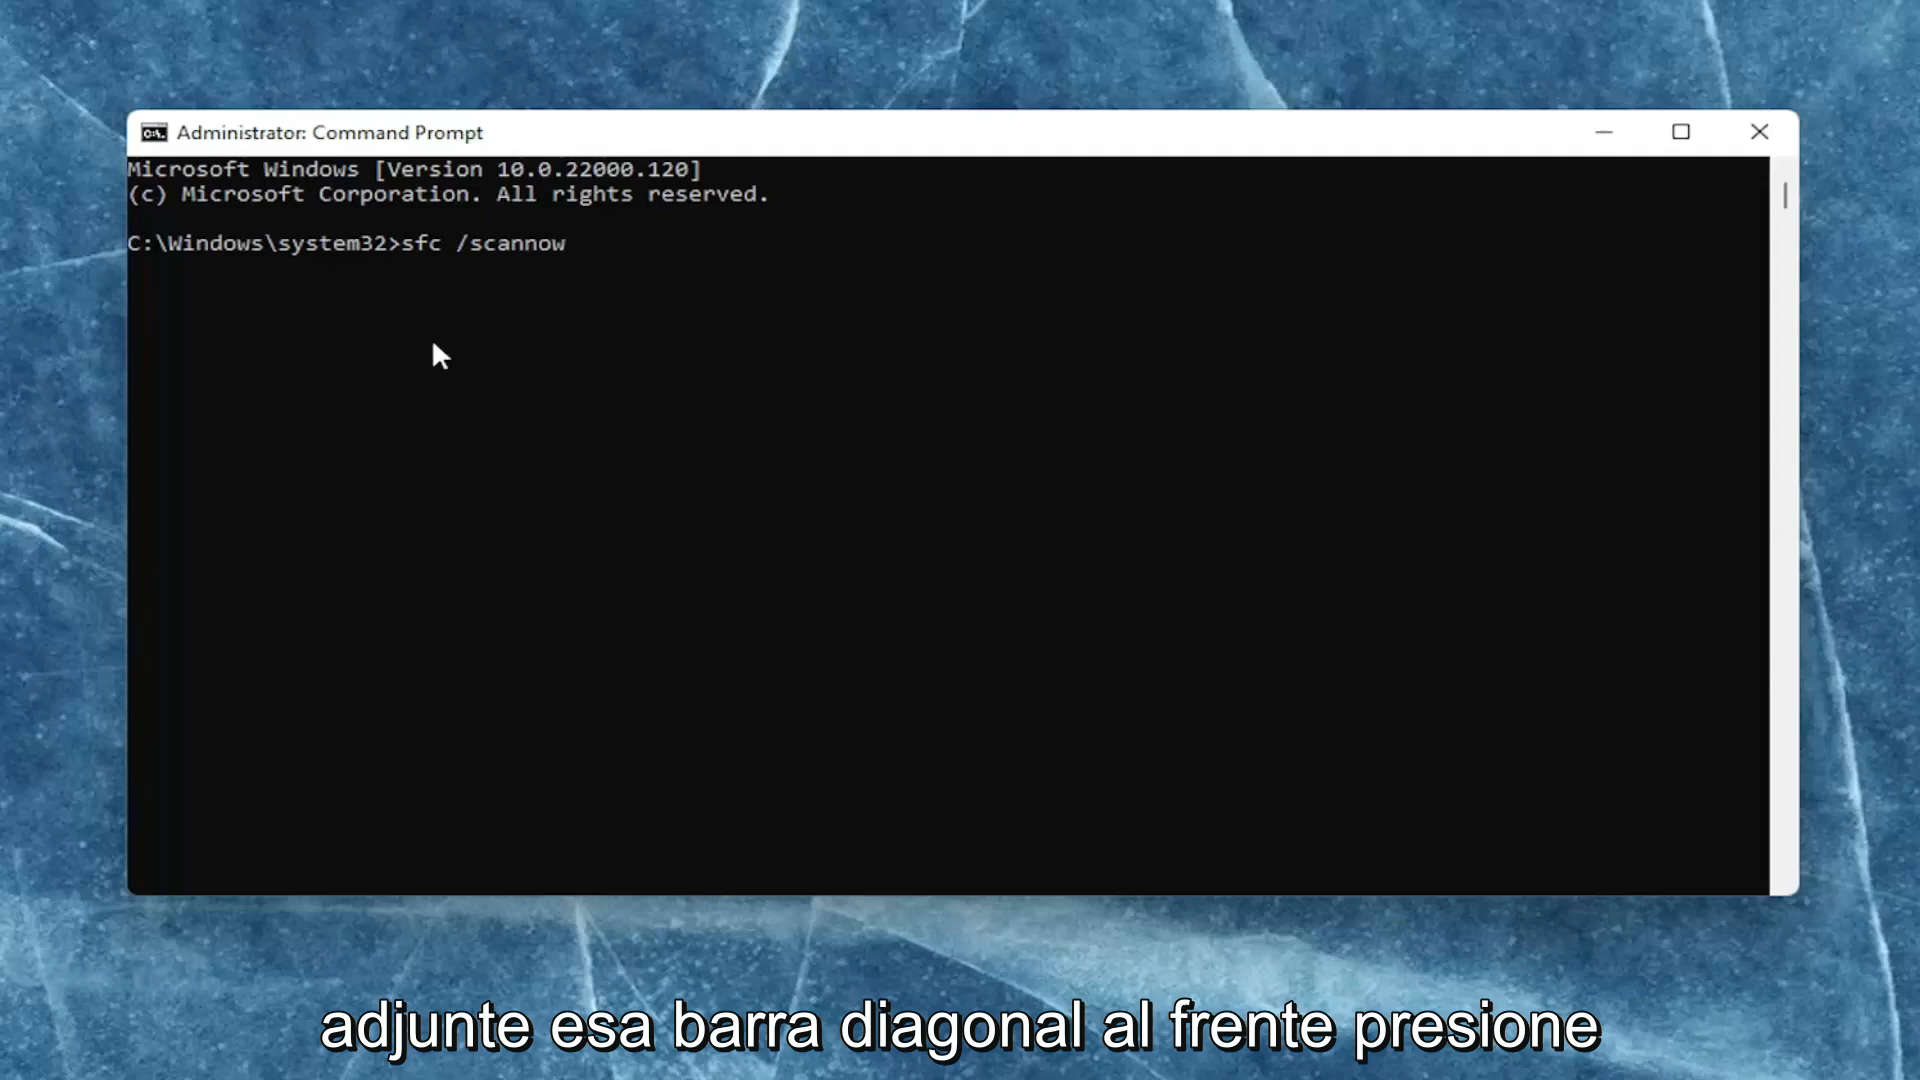 Administrator: Command Prompt
Microsoft Windows [Version 10.0.22000.120]
(c) Microsoft Corporation. All rights reserved.
C:\Windows\system32>sfc /scannow
adjunte esa barra diagonal al frente presione